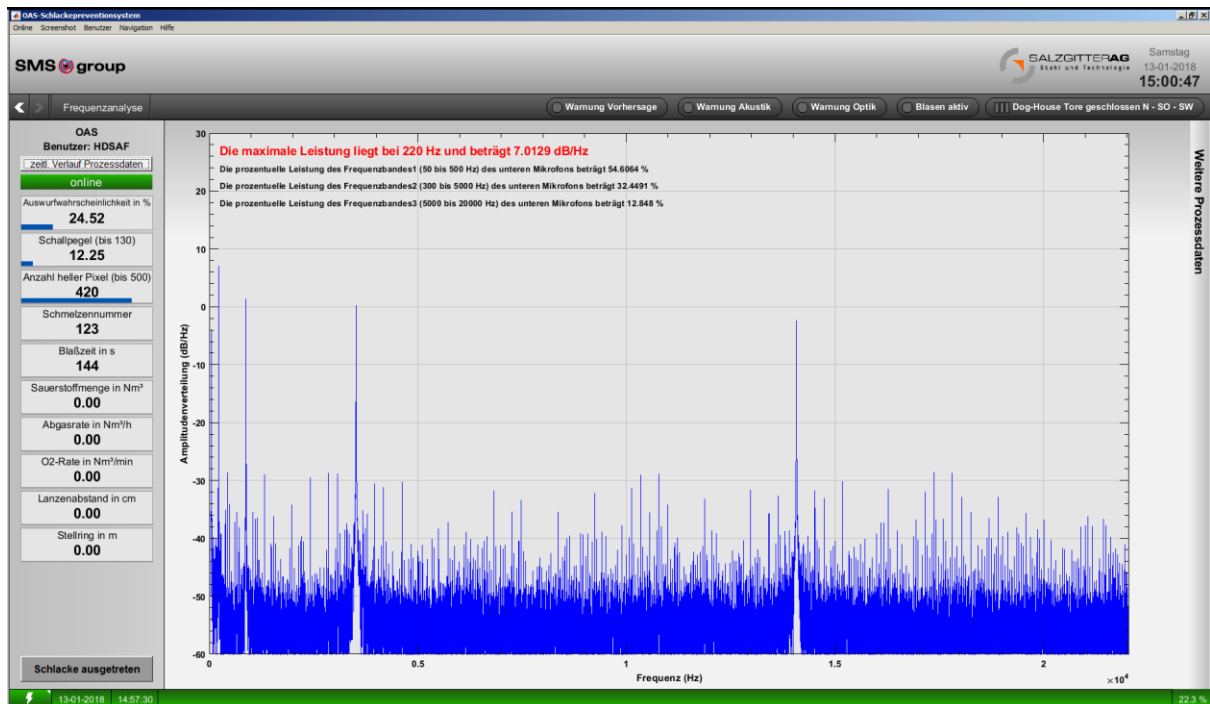 OAS-Schlackepreventionsystem
Online Screenshot Benutzer Navigation Hilfe
SMS group
SALZGITTERAG
Stahl und Technologie
Samstag
13-01-2018
15:00:47
Frequenzanalyse
Warnung Vorhersage
Warnung Akustik
Warnung Optik
Blasen aktiv
Dog-House Tore geschlossen N - SO - SW
OAS
Benutzer: HDSAF
zeitl. Verlauf Prozessdaten
online
Auswurfwahrscheinlichkeit in %
24.52
Schallpegel (bis 130)
12.25
Anzahl heller Pixel (bis 500)
420
Schmelzennummer
123
Blaßzeit in s
144
Sauerstoffmenge in Nm³
0.00
Abgasrate in Nm³/h
0.00
O2-Rate in Nm³/min
0.00
Lanzenabstand in cm
0.00
Stellring in m
0.00
Schlacke ausgetreten
Die maximale Leistung liegt bei 220 Hz und beträgt 7.0129 dB/Hz
Die prozentuelle Leistung des Frequenzbandes1 (50 bis 500 Hz) des unteren Mikrofons beträgt 54.6064 %
Die prozentuelle Leistung des Frequenzbandes2 (300 bis 5000 Hz) des unteren Mikrofons beträgt 32.4491 %
Die prozentuelle Leistung des Frequenzbandes3 (5000 bis 20000 Hz) des unteren Mikrofons beträgt 12.848 %
30
20
10
0
-10
-20
-30
-40
-50
-60
Amplitudenverteilung (dB/Hz)
0
0.5
1
1.5
2
×10⁴
Frequenz (Hz)
Weitere Prozessdaten
13-01-2018 14:57:30
22.3 %